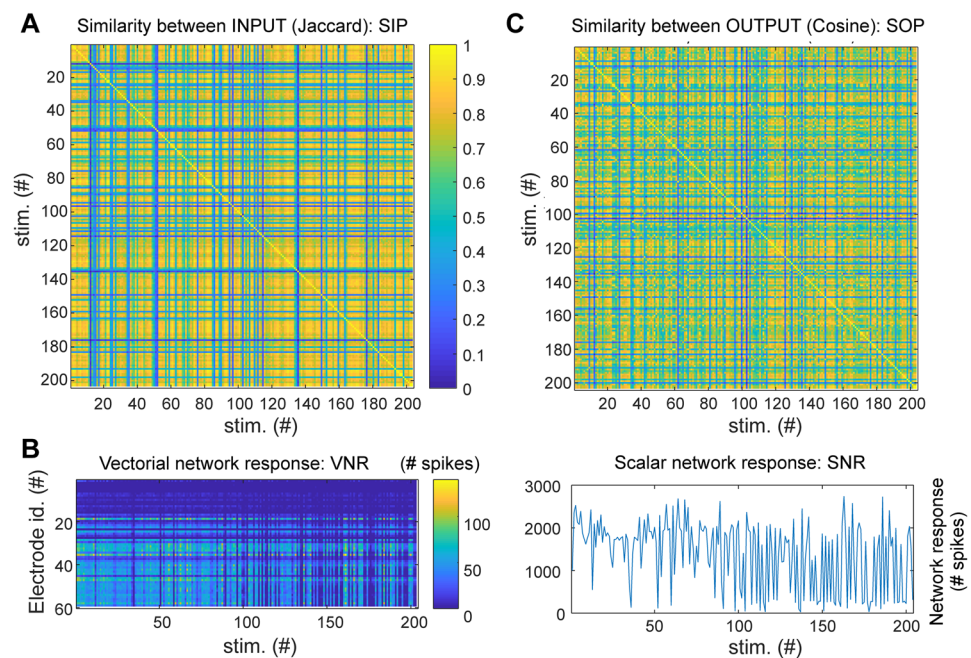 A
Similarity between INPUT (Jaccard): SIP
20
40
60
80
100
120
140
160
180
200
stim. (#)
20 40 60 80 100 120 140 160 180 200
stim. (#)
1
0.9
0.8
0.7
0.6
0.5
0.4
0.3
0.2
0.1
0
C
Similarity between OUTPUT (Cosine): SOP
20
40
60
80
100
120
140
160
180
200
stim. (#)
20 40 60 80 100 120 140 160 180 200
stim. (#)
B
Vectorial network response: VNR
(# spikes)
Electrode id. (#)
20
40
60
50 100 150 200
stim. (#)
100
50
0
Scalar network response: SNR
3000
2000
1000
0
50 100 150 200
stim. (#)
Network response
(# spikes)